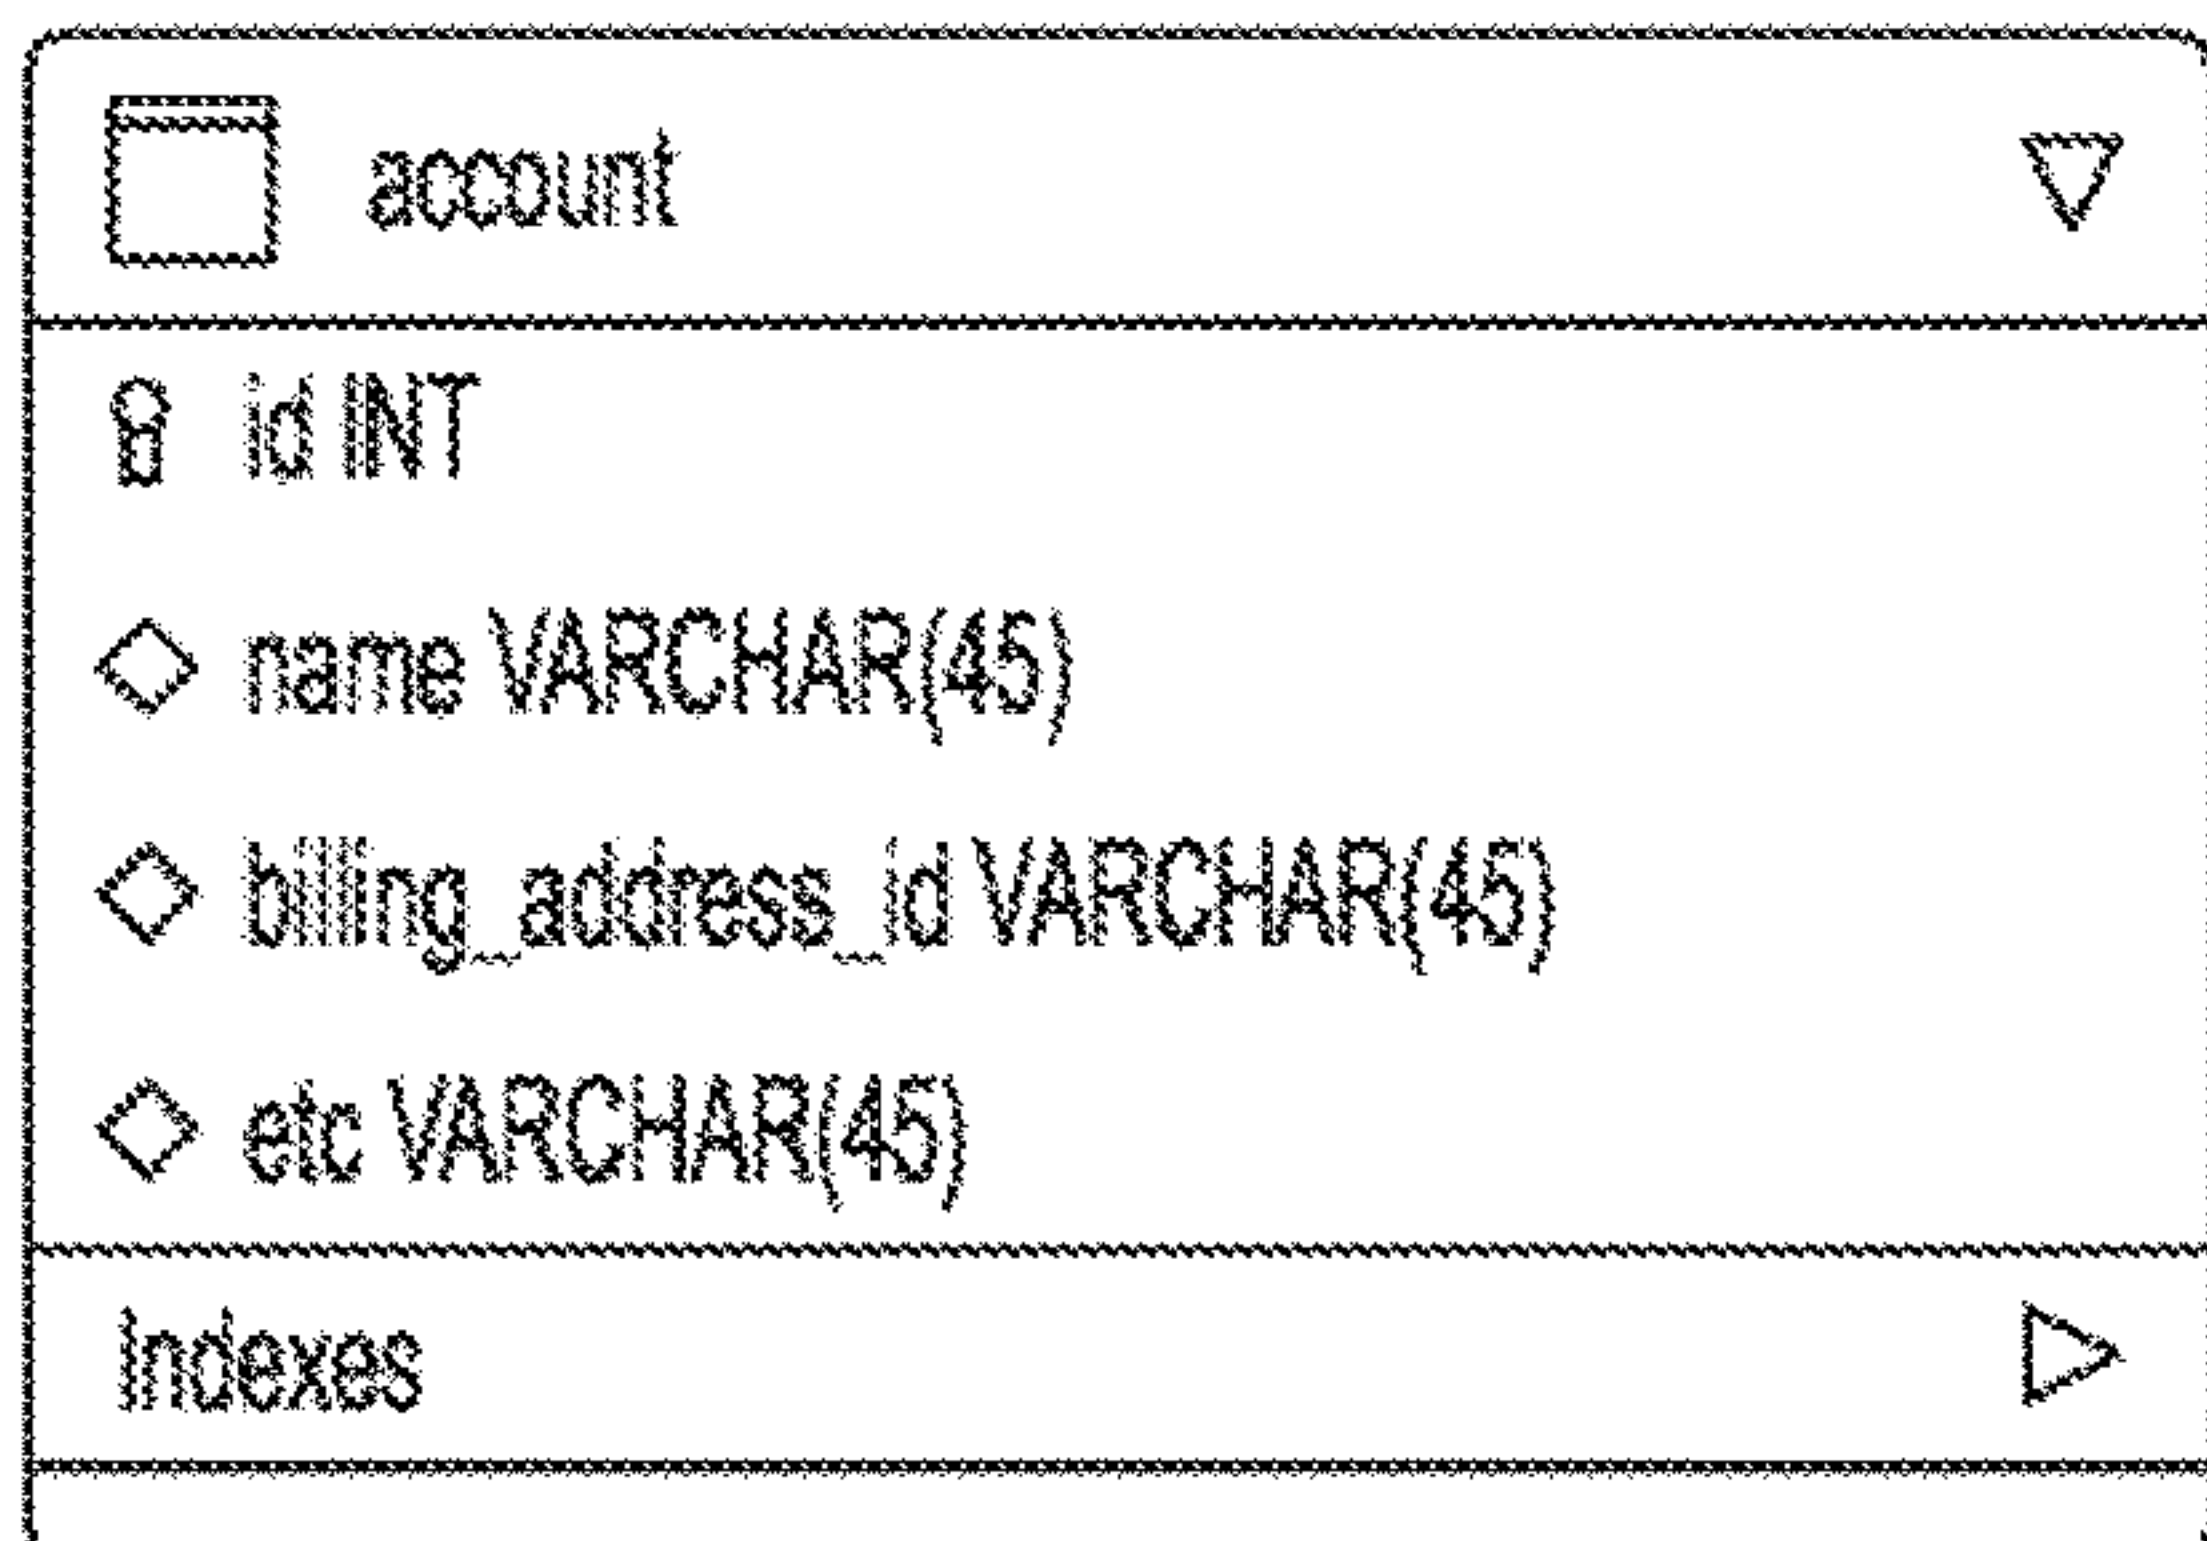 account
id INT
name VARCHAR(45)
billing_address_id VARCHAR(45)
etc VARCHAR(45)
Indexes